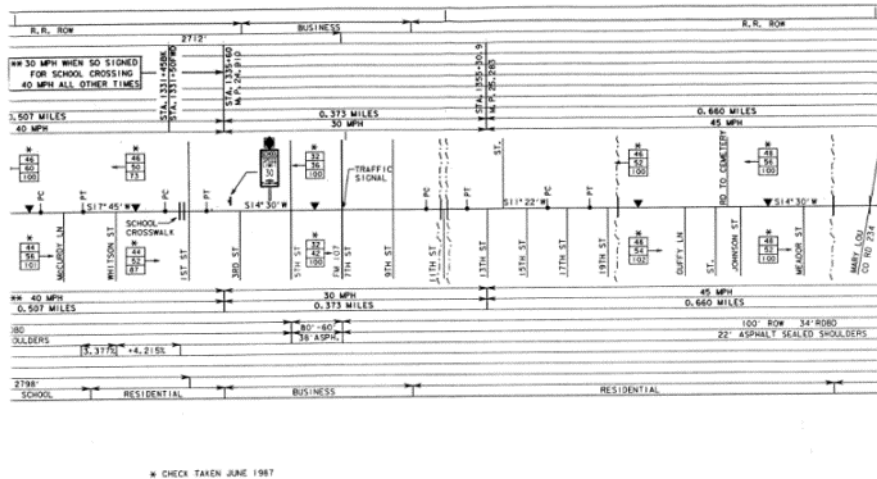 R.R. ROW
BUSINESS
R.R. ROW
2712'
** 30 MPH WHEN SO SIGNED
FOR SCHOOL CROSSING
40 MPH ALL OTHER TIMES
STA. 1331+45BK
STA. 1331+50FWD
STA. 1335+60
M.P. 24.910
STA. 1355+30.9
M.P. 25.283
0.507 MILES
0.373 MILES
0.660 MILES
40 MPH
30 MPH
45 MPH
*
46
60
100
*
46
50
73
30
*
32
36
100
TRAFFIC
SIGNAL
ST.
*
46
52
100
RD TO CEMETERY
*
48
56
100
PC
PT
PC
PT
PC
PT
PC
PT
S17°45'W
S14°30'W
S11°22'W
S14°30'W
SCHOOL
CROSSWALK
*
44
56
101
McCURDY LN
WHITSON ST
*
44
52
87
1ST ST
3RD ST
5TH ST
*
32
42
100
FM 107
7TH ST
9TH ST
11TH ST
13TH ST
15TH ST
17TH ST
19TH ST
*
46
54
102
DUFFY LN
ST.
JOHNSON ST
*
48
52
100
MEADOR ST
MARY LOU
CO RD 234
** 40 MPH
30 MPH
45 MPH
0.507 MILES
0.373 MILES
0.660 MILES
80'-60'
38'ASPH.
100' ROW 34'RDBD
22' ASPHALT SEALED SHOULDERS
3.377%
+4.215%
2798'
SCHOOL
RESIDENTIAL
BUSINESS
RESIDENTIAL
* CHECK TAKEN JUNE 1987